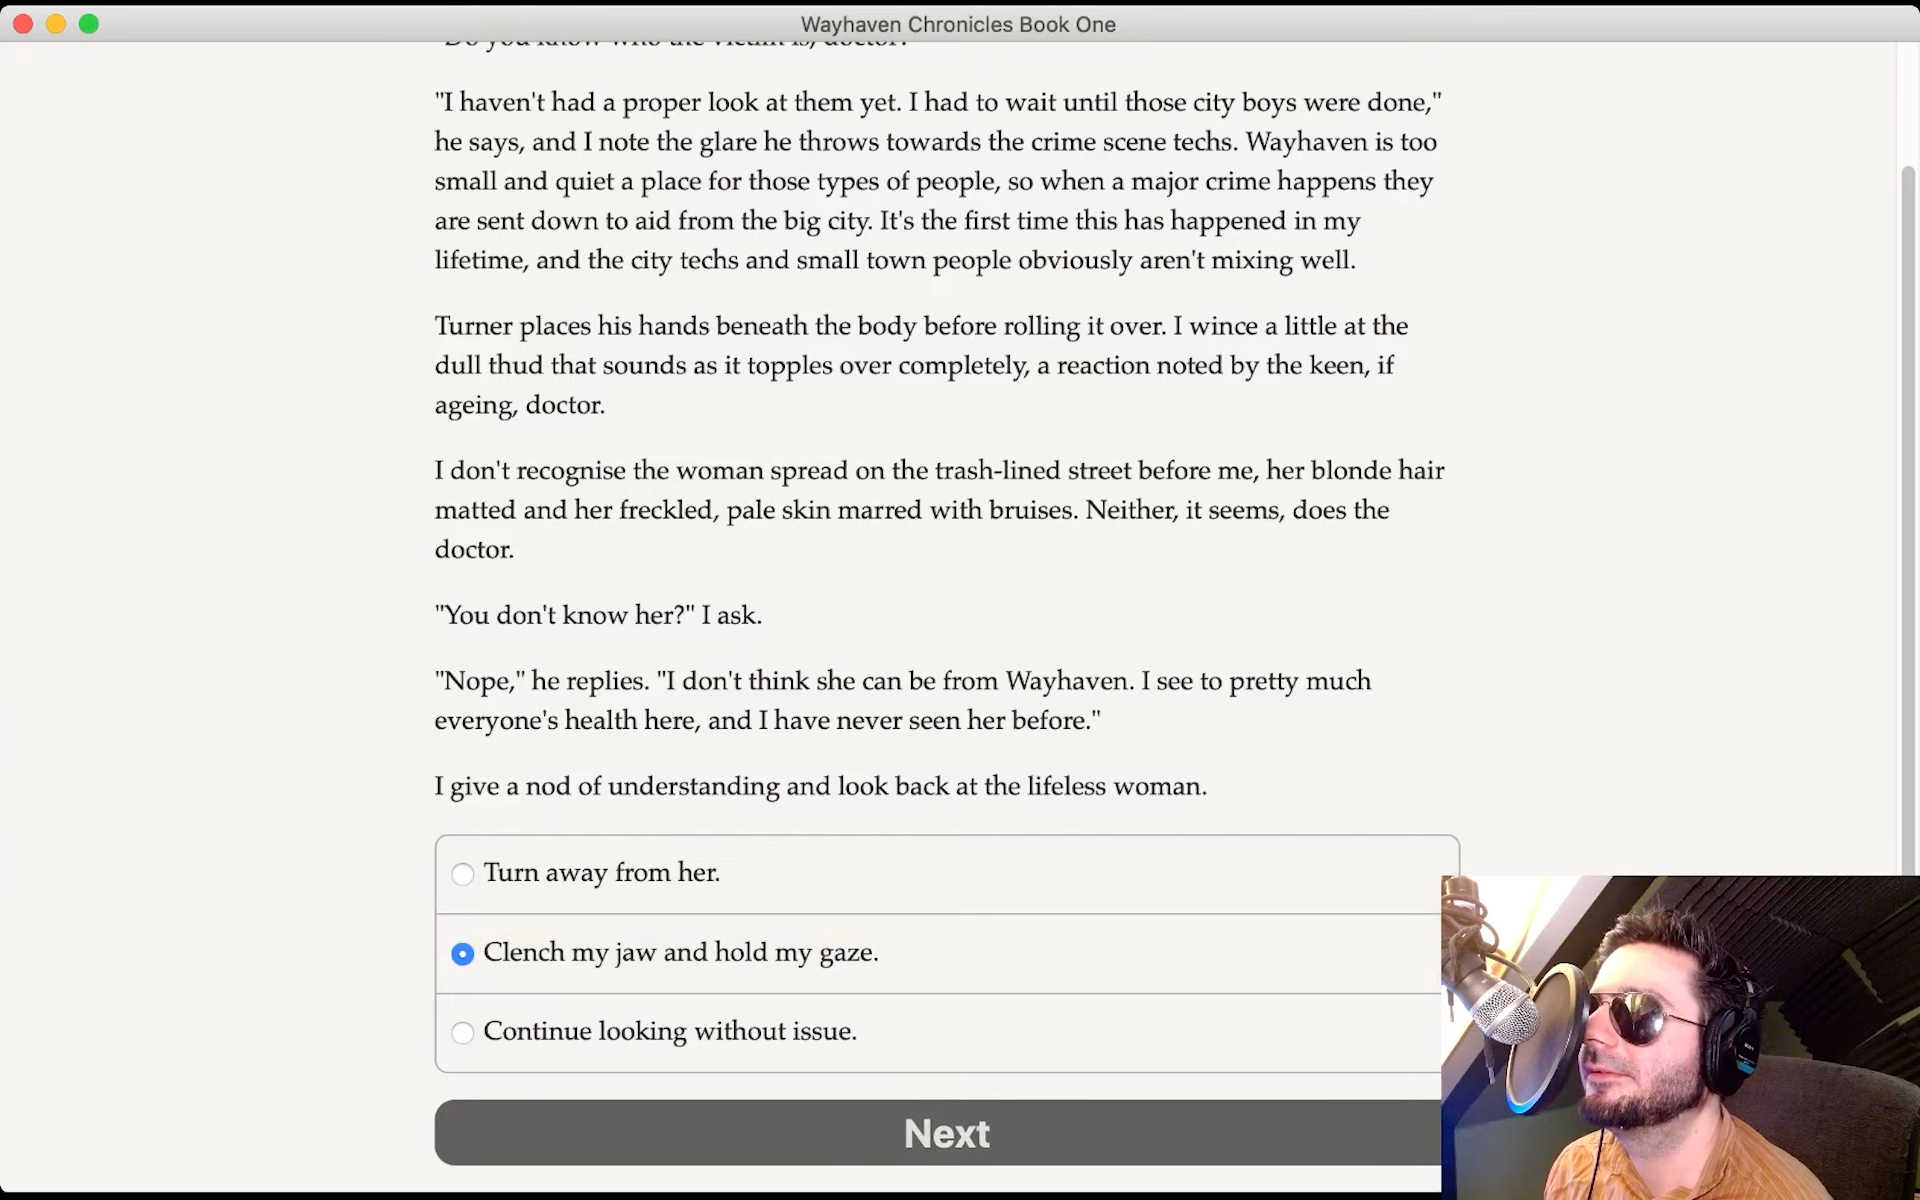 Wayhaven Chronicles Book One
"Do you know who the victim is, doctor?"
"I haven't had a proper look at them yet. I had to wait until those city boys were done,"
he says, and I note the glare he throws towards the crime scene techs. Wayhaven is too
small and quiet a place for those types of people, so when a major crime happens they
are sent down to aid from the big city. It's the first time this has happened in my
lifetime, and the city techs and small town people obviously aren't mixing well.
Turner places his hands beneath the body before rolling it over. I wince a little at the
dull thud that sounds as it topples over completely, a reaction noted by the keen, if
ageing, doctor.
I don't recognise the woman spread on the trash-lined street before me, her blonde hair
matted and her freckled, pale skin marred with bruises. Neither, it seems, does the
doctor.
"You don't know her?" I ask.
"Nope," he replies. "I don't think she can be from Wayhaven. I see to pretty much
everyone's health here, and I have never seen her before."
I give a nod of understanding and look back at the lifeless woman.
Turn away from her.
Clench my jaw and hold my gaze.
Continue looking without issue.
Next